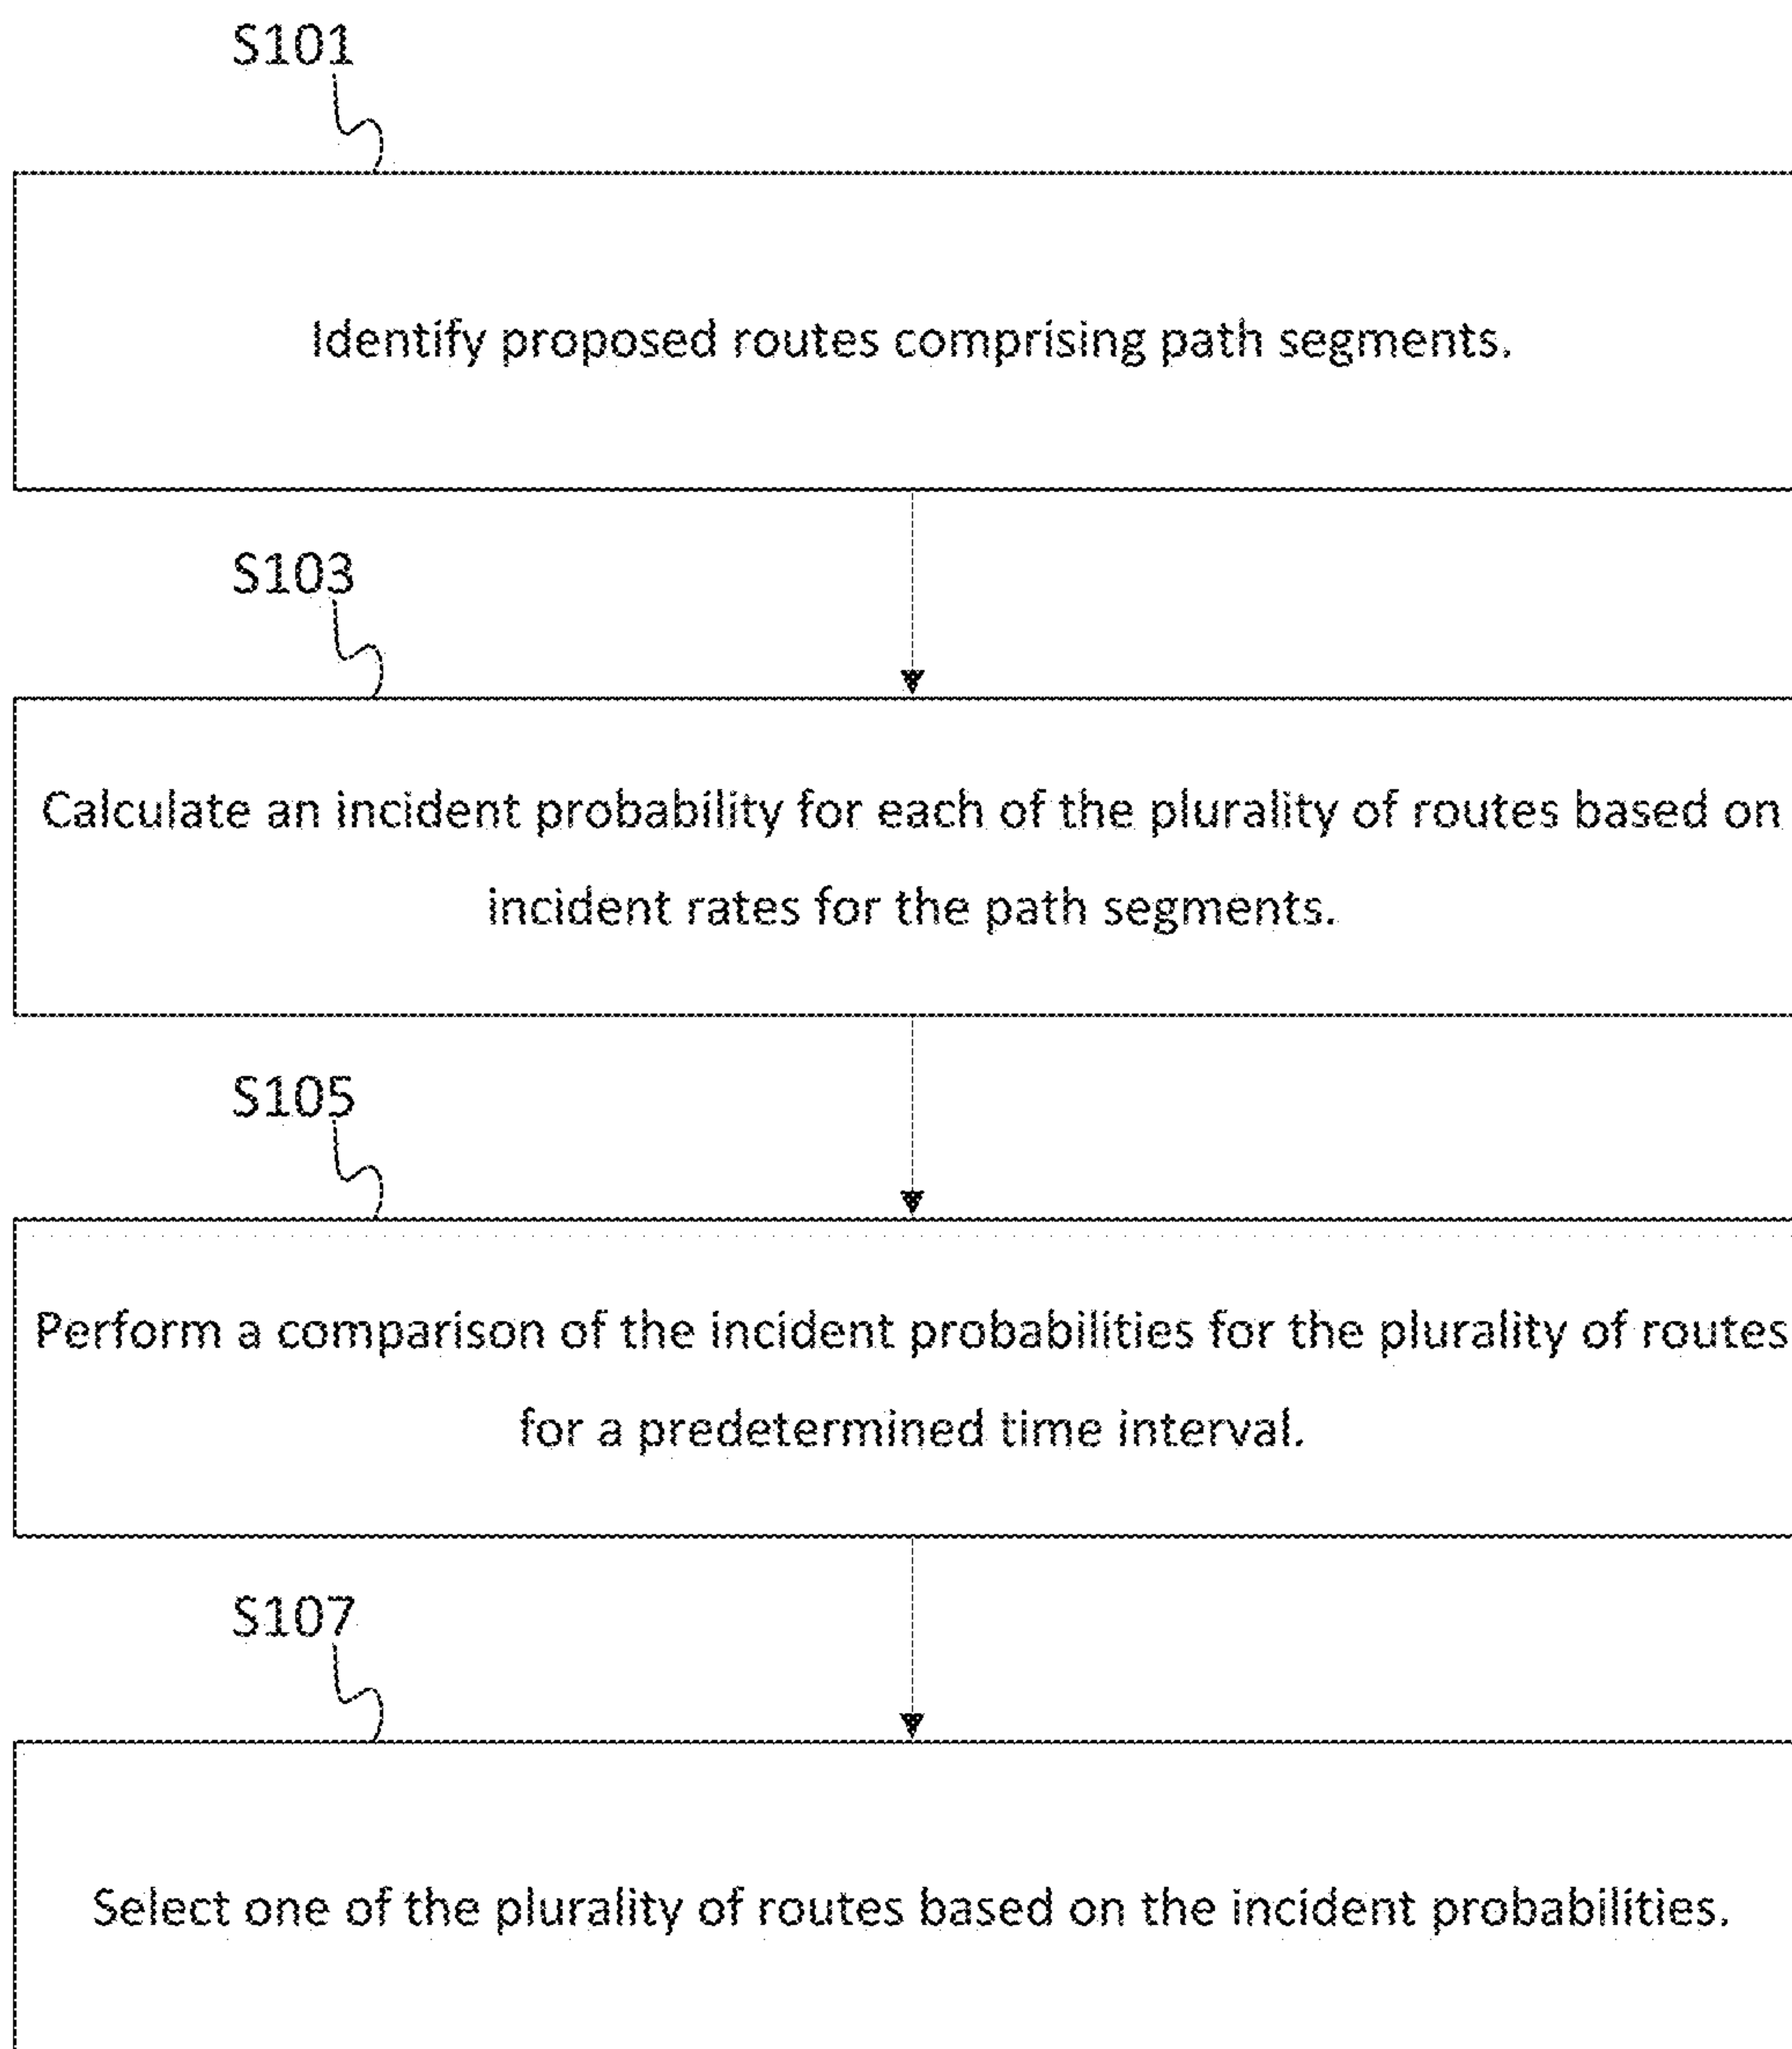 S101
Identify proposed routes comprising path segments.
S103
Calculate an incident probability for each of the plurality of routes based on
incident rates for the path segments.
S105
Perform a comparison of the incident probabilities for the plurality of routes
for a predetermined time interval.
S107
Select one of the plurality of routes based on the incident probabilities.